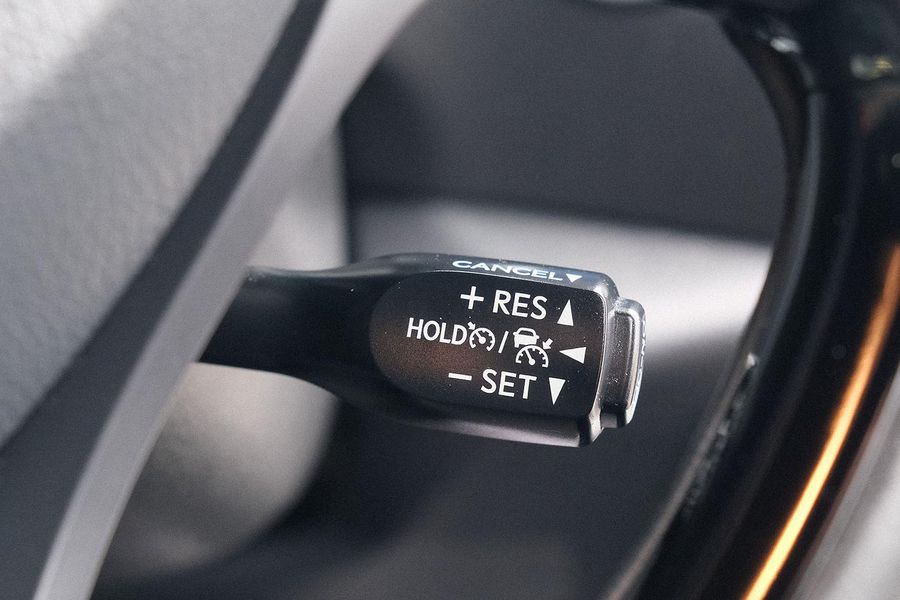 CANCEL▼
+ RES ▲
HOLD / ◀
− SET ▼